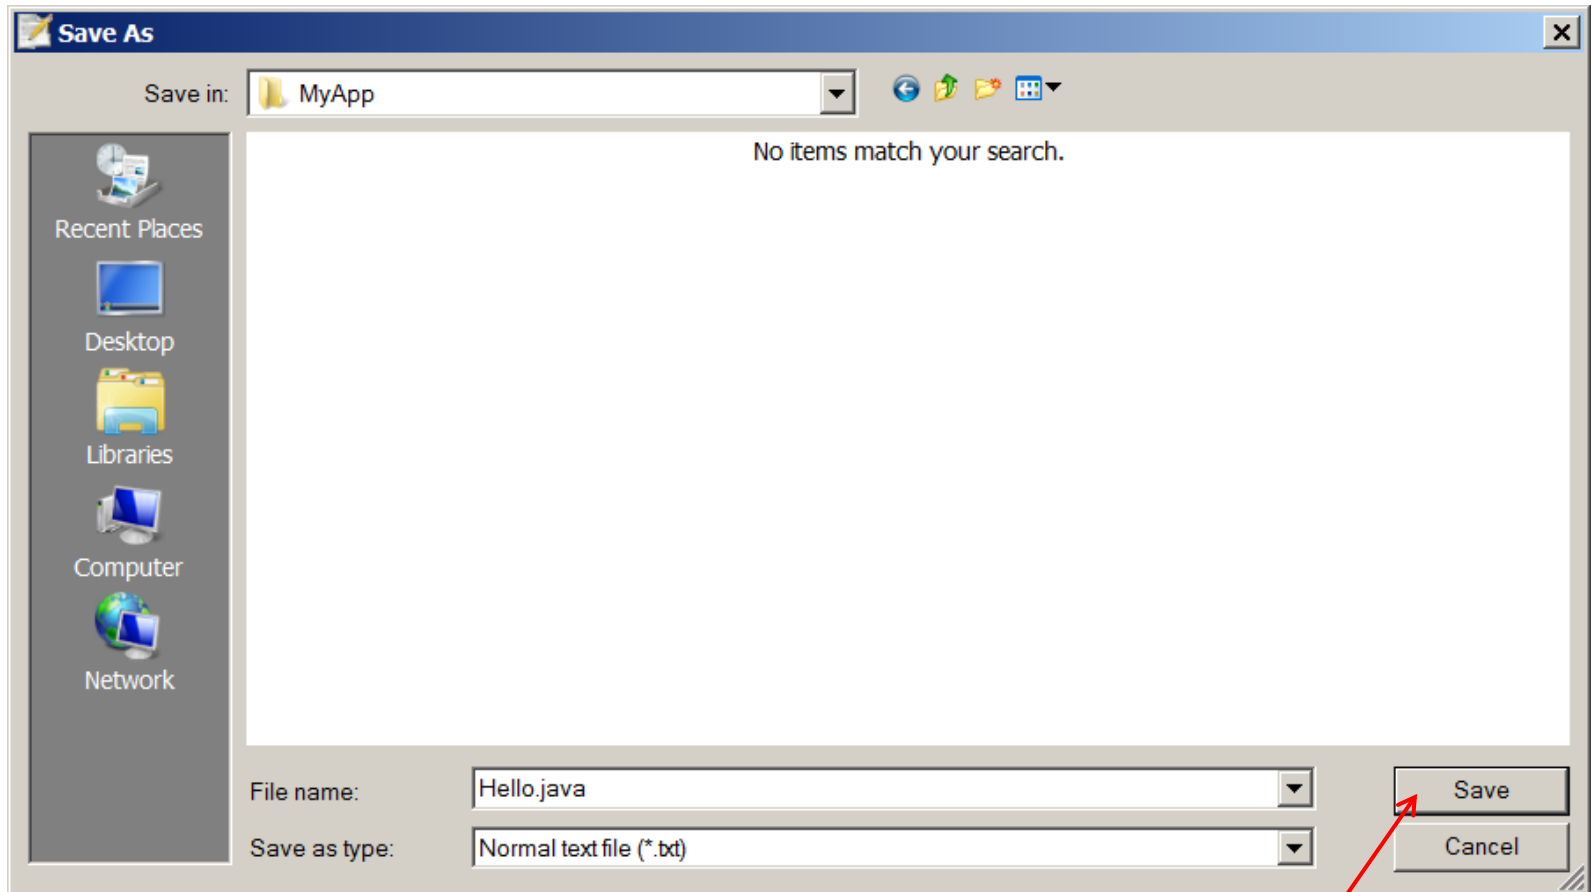 Save As
Save in: MyApp
No items match your search.
Recent Places
Desktop
Libraries
Computer
Network
File name: Hello.java Save
Save as type: Normal text file (*.txt) Cancel